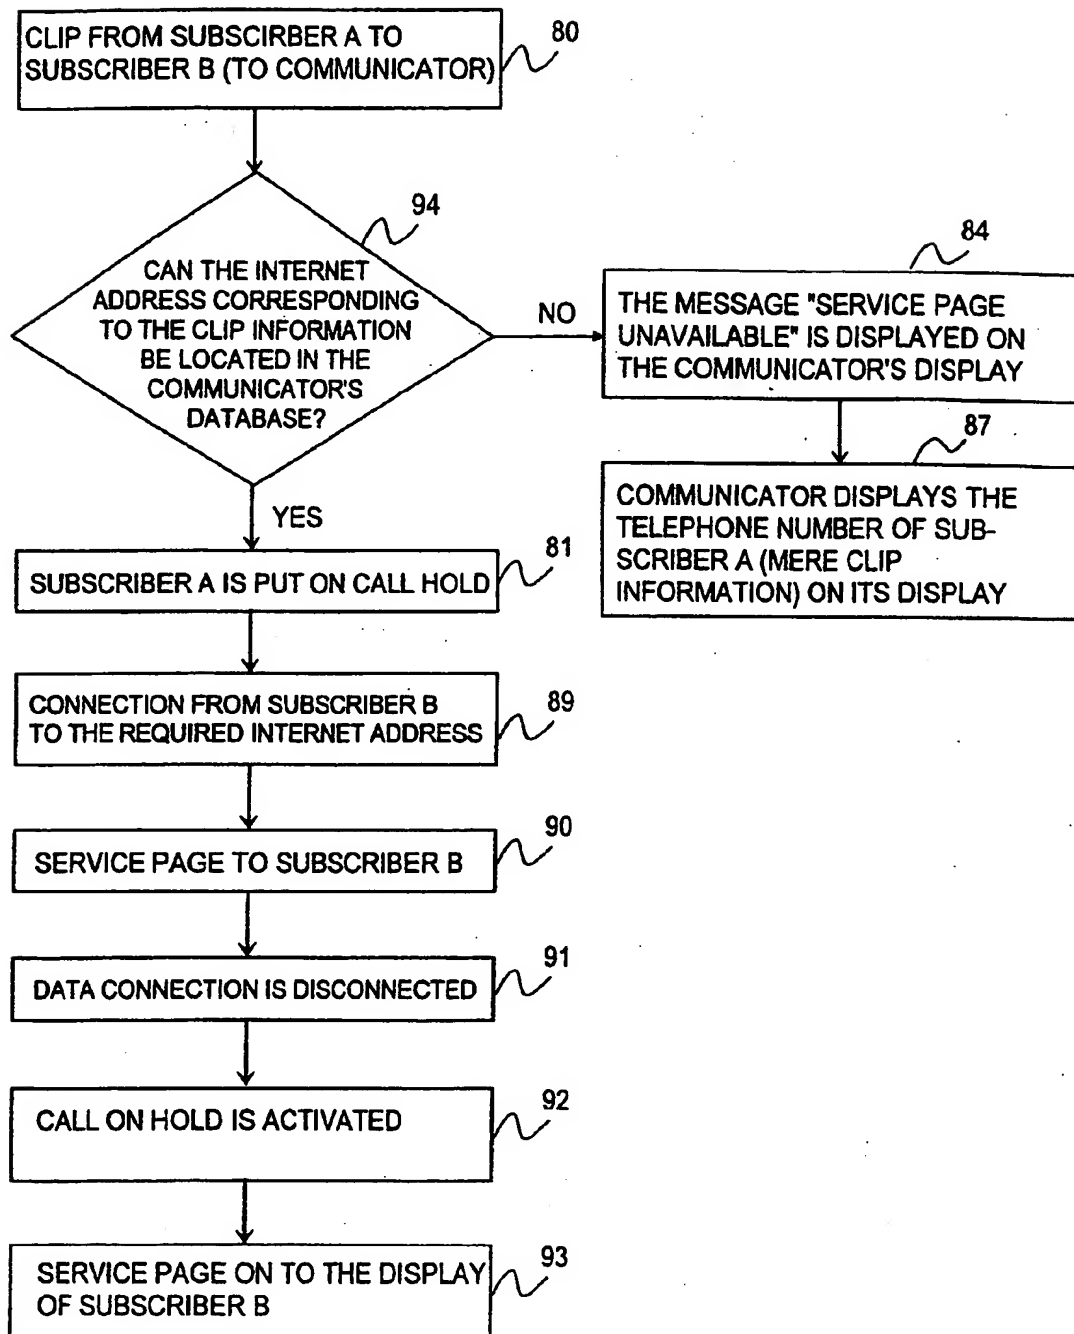 CLIP FROM SUBSCIRBER A TO
SUBSCRIBER B (TO COMMUNICATOR)
80
94
CAN THE INTERNET
ADDRESS CORRESPONDING
TO THE CLIP INFORMATION
BE LOCATED IN THE
COMMUNICATOR'S
DATABASE?
NO
84
THE MESSAGE "SERVICE PAGE
UNAVAILABLE" IS DISPLAYED ON
THE COMMUNICATOR'S DISPLAY
87
COMMUNICATOR DISPLAYS THE
TELEPHONE NUMBER OF SUB-
SCRIBER A (MERE CLIP
INFORMATION) ON ITS DISPLAY
YES
81
SUBSCRIBER A IS PUT ON CALL HOLD
CONNECTION FROM SUBSCRIBER B
TO THE REQUIRED INTERNET ADDRESS
89
90
SERVICE PAGE TO SUBSCRIBER B
91
DATA CONNECTION IS DISCONNECTED
CALL ON HOLD IS ACTIVATED
92
SERVICE PAGE ON TO THE DISPLAY
OF SUBSCRIBER B
93